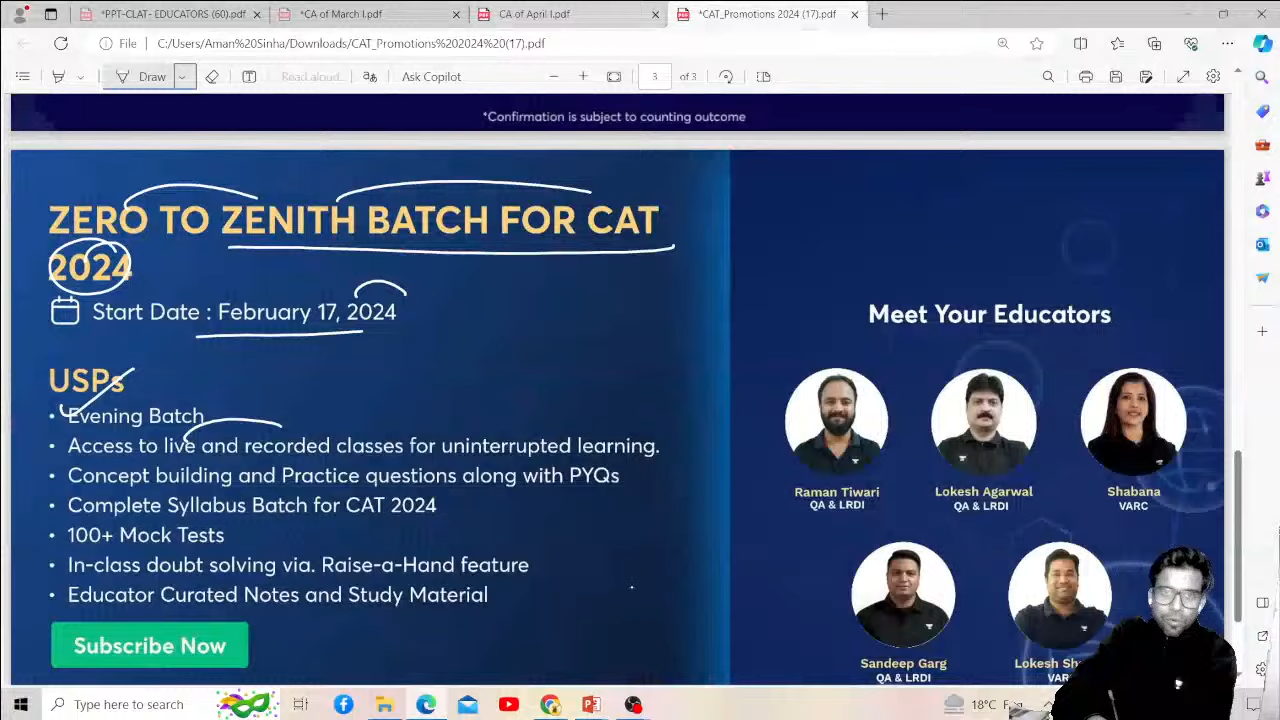 *PPT-CLAT- EDUCATORS (60).pdf
*CA of March I.pdf
CA of April I.pdf
*CAT_Promotions 2024 (17).pdf
File
C:/Users/Aman%20Sinha/Downloads/CAT_Promotions%202024%20(17).pdf
Draw
Read aloud
Ask Copilot
3
of 3
*Confirmation is subject to counting outcome
ZERO TO ZENITH BATCH FOR CAT
2024
Start Date : February 17, 2024
USPs
• Evening Batch
• Access to live and recorded classes for uninterrupted learning.
• Concept building and Practice questions along with PYQs
• Complete Syllabus Batch for CAT 2024
• 100+ Mock Tests
• In-class doubt solving via. Raise-a-Hand feature
• Educator Curated Notes and Study Material
Subscribe Now
Meet Your Educators
Raman Tiwari
QA & LRDI
Lokesh Agarwal
QA & LRDI
Shabana
VARC
Sandeep Garg
QA & LRDI
Lokesh
Type here to search
18°C